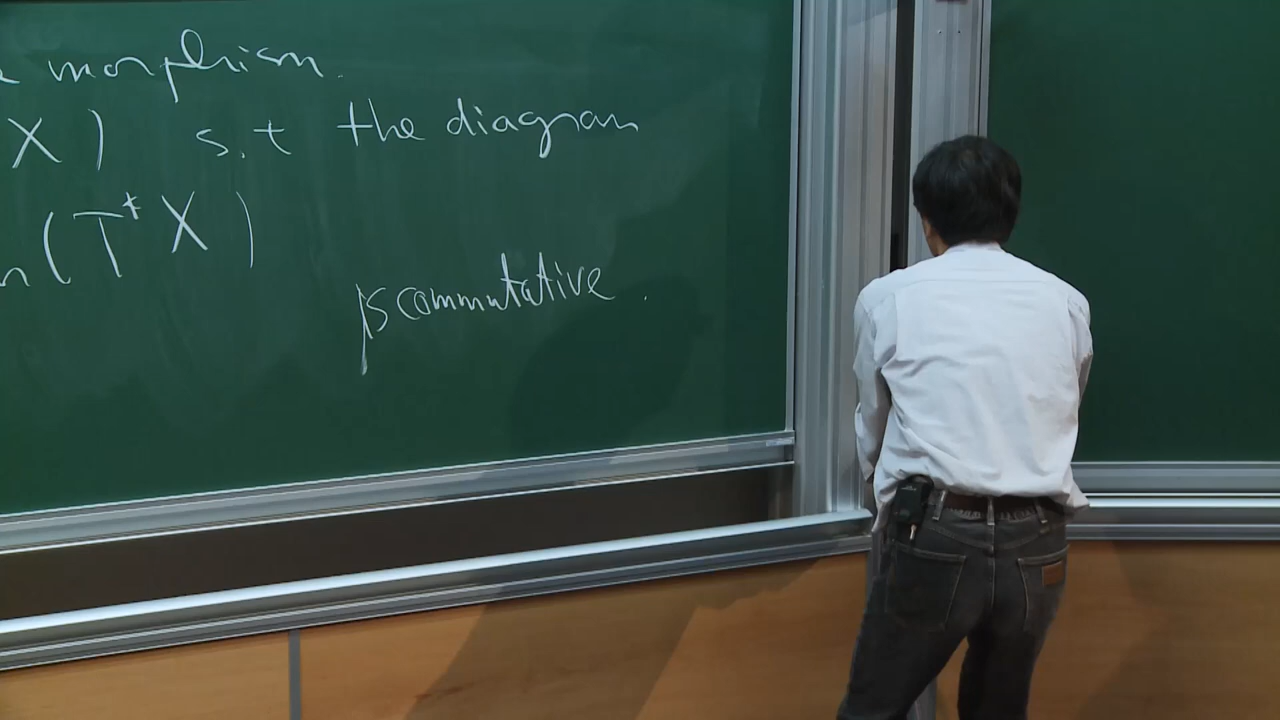 morphism.
X) s.t the diagram
n(T*X)
is commutative.